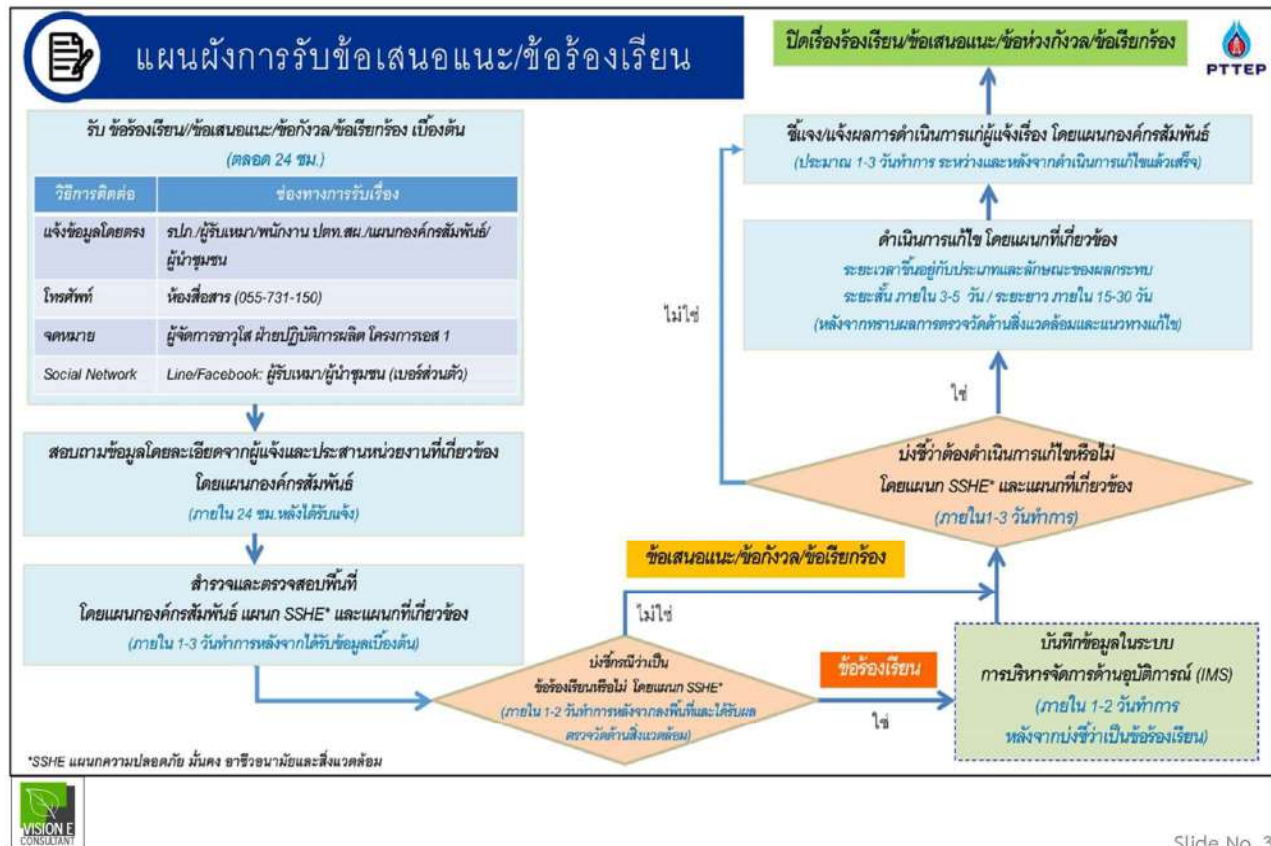 แผนผังการรับข้อเสนอแนะ/ข้อร้องเรียน
รับ ข้อร้องเรียน//ข้อเสนอแนะ/ข้อกังวล/ข้อเรียกร้อง เบื้องต้น
(ตลอด 24 ชม.)
วิธีการติดต่อ ช่องทางการรับเรื่อง
แจ้งข้อมูลโดยตรง รปภ./ผู้รับเหมา/พนักงาน ปตท.สผ./แผนกองค์กรสัมพันธ์/
ผู้นำชุมชน
โทรศัพท์ ห้องสื่อสาร (055-731-150)
จดหมาย ผู้จัดการอาวุโส ฝ่ายปฏิบัติการผลิต โครงการเอส 1
Social Network Line/Facebook: ผู้รับเหมา/ผู้นำชุมชน (เบอร์ส่วนตัว)
สอบถามข้อมูลโดยละเอียดจากผู้แจ้งและประสานหน่วยงานที่เกี่ยวข้อง
โดยแผนกองค์กรสัมพันธ์
(ภายใน 24 ชม.หลังได้รับแจ้ง)
สำรวจและตรวจสอบพื้นที่
โดยแผนกองค์กรสัมพันธ์ แผนก SSHE* และแผนกที่เกี่ยวข้อง
(ภายใน 1-3 วันทำการหลังจากได้รับข้อมูลเบื้องต้น)
บ่งชี้กรณีว่าเป็น
ข้อร้องเรียนหรือไม่ โดยแผนก SSHE*
(ภายใน 1-2 วันทำการหลังจากลงพื้นที่และได้รับผล
ตรวจวัดด้านสิ่งแวดล้อม)
ไม่ใช่
ข้อเสนอแนะ/ข้อกังวล/ข้อเรียกร้อง
ข้อร้องเรียน
ใช่
บันทึกข้อมูลในระบบ
การบริหารจัดการด้านอุบัติการณ์ (IMS)
(ภายใน 1-2 วันทำการ
หลังจากบ่งชี้ว่าเป็นข้อร้องเรียน)
บ่งชี้ว่าต้องดำเนินการแก้ไขหรือไม่
โดยแผนก SSHE* และแผนกที่เกี่ยวข้อง
(ภายใน1-3 วันทำการ)
ไม่ใช่
ใช่
ดำเนินการแก้ไข โดยแผนกที่เกี่ยวข้อง
ระยะเวลาขึ้นอยู่กับประเภทและลักษณะของผลกระทบ
ระยะสั้น ภายใน 3-5 วัน / ระยะยาว ภายใน 15-30 วัน
(หลังจากทราบผลการตรวจวัดด้านสิ่งแวดล้อมและแนวทางแก้ไข)
ชี้แจง/แจ้งผลการดำเนินการแก่ผู้แจ้งเรื่อง โดยแผนกองค์กรสัมพันธ์
(ประมาณ 1-3 วันทำการ ระหว่างและหลังจากดำเนินการแก้ไขแล้วเสร็จ)
ปิดเรื่องร้องเรียน/ข้อเสนอแนะ/ข้อห่วงกังวล/ข้อเรียกร้อง
PTTEP
*SSHE แผนกความปลอดภัย มั่นคง อาชีวอนามัยและสิ่งแวดล้อม
VISION E
CONSULTANT
Slide No. 3